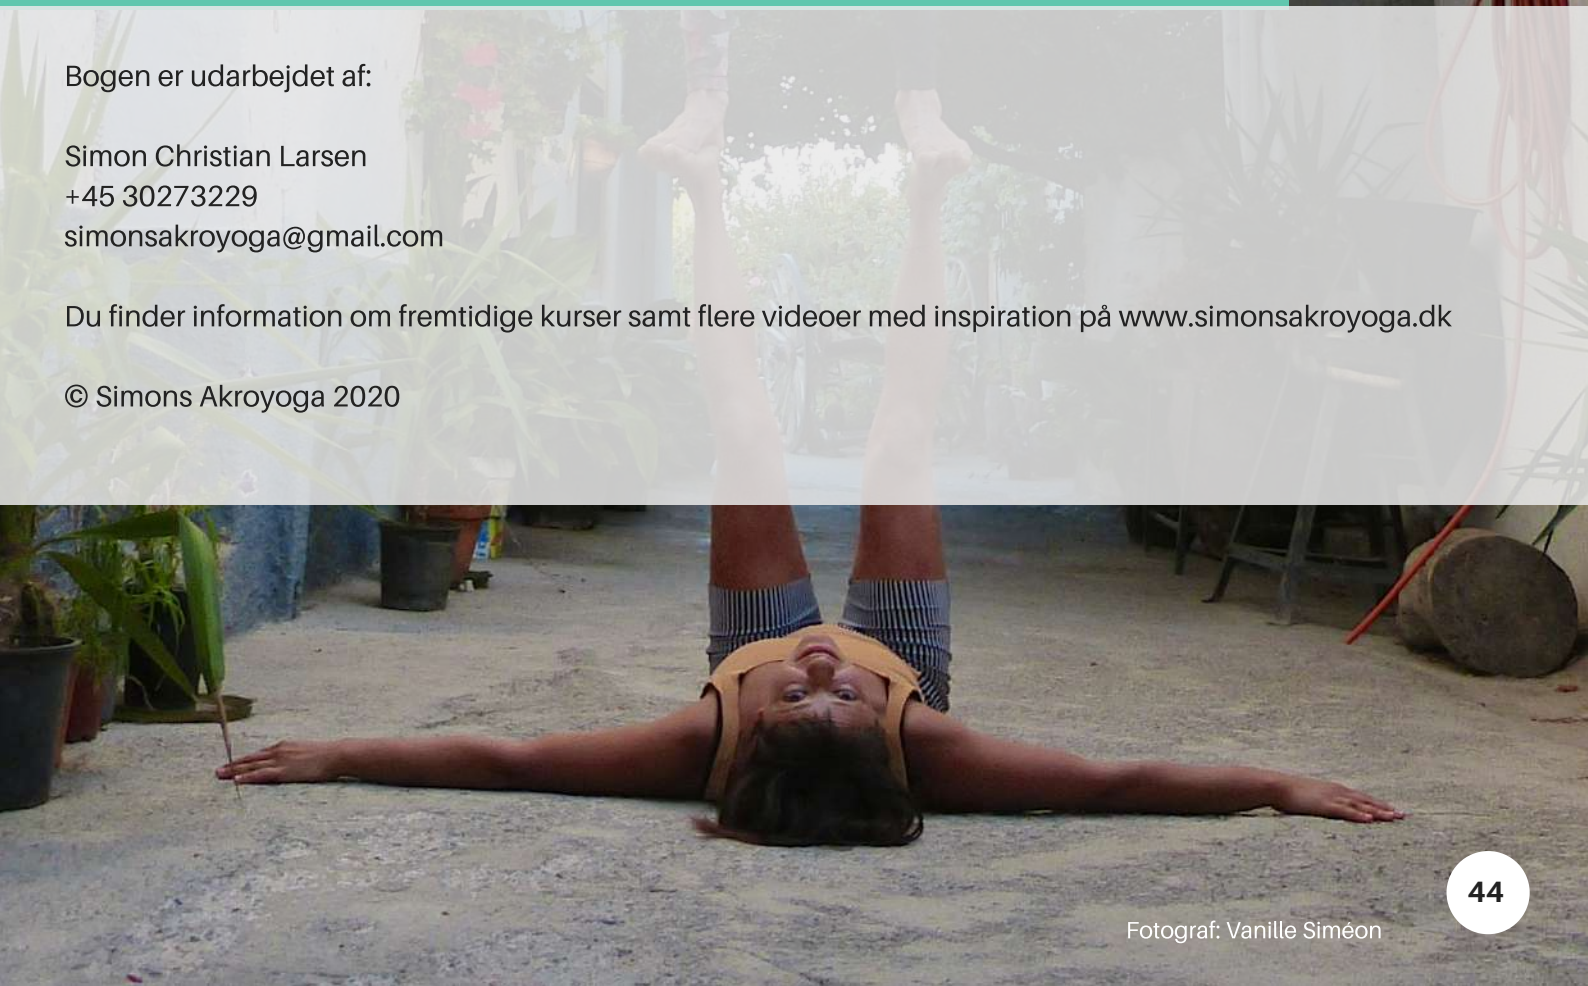 Bogen er udarbejdet af:
Simon Christian Larsen
+45 30273229
simonsakroyoga@gmail.com
Du finder information om fremtidige kurser samt flere videoer med inspiration på www.simonsakroyoga.dk
© Simons Akroyoga 2020
44
Fotograf: Vanille Siméon